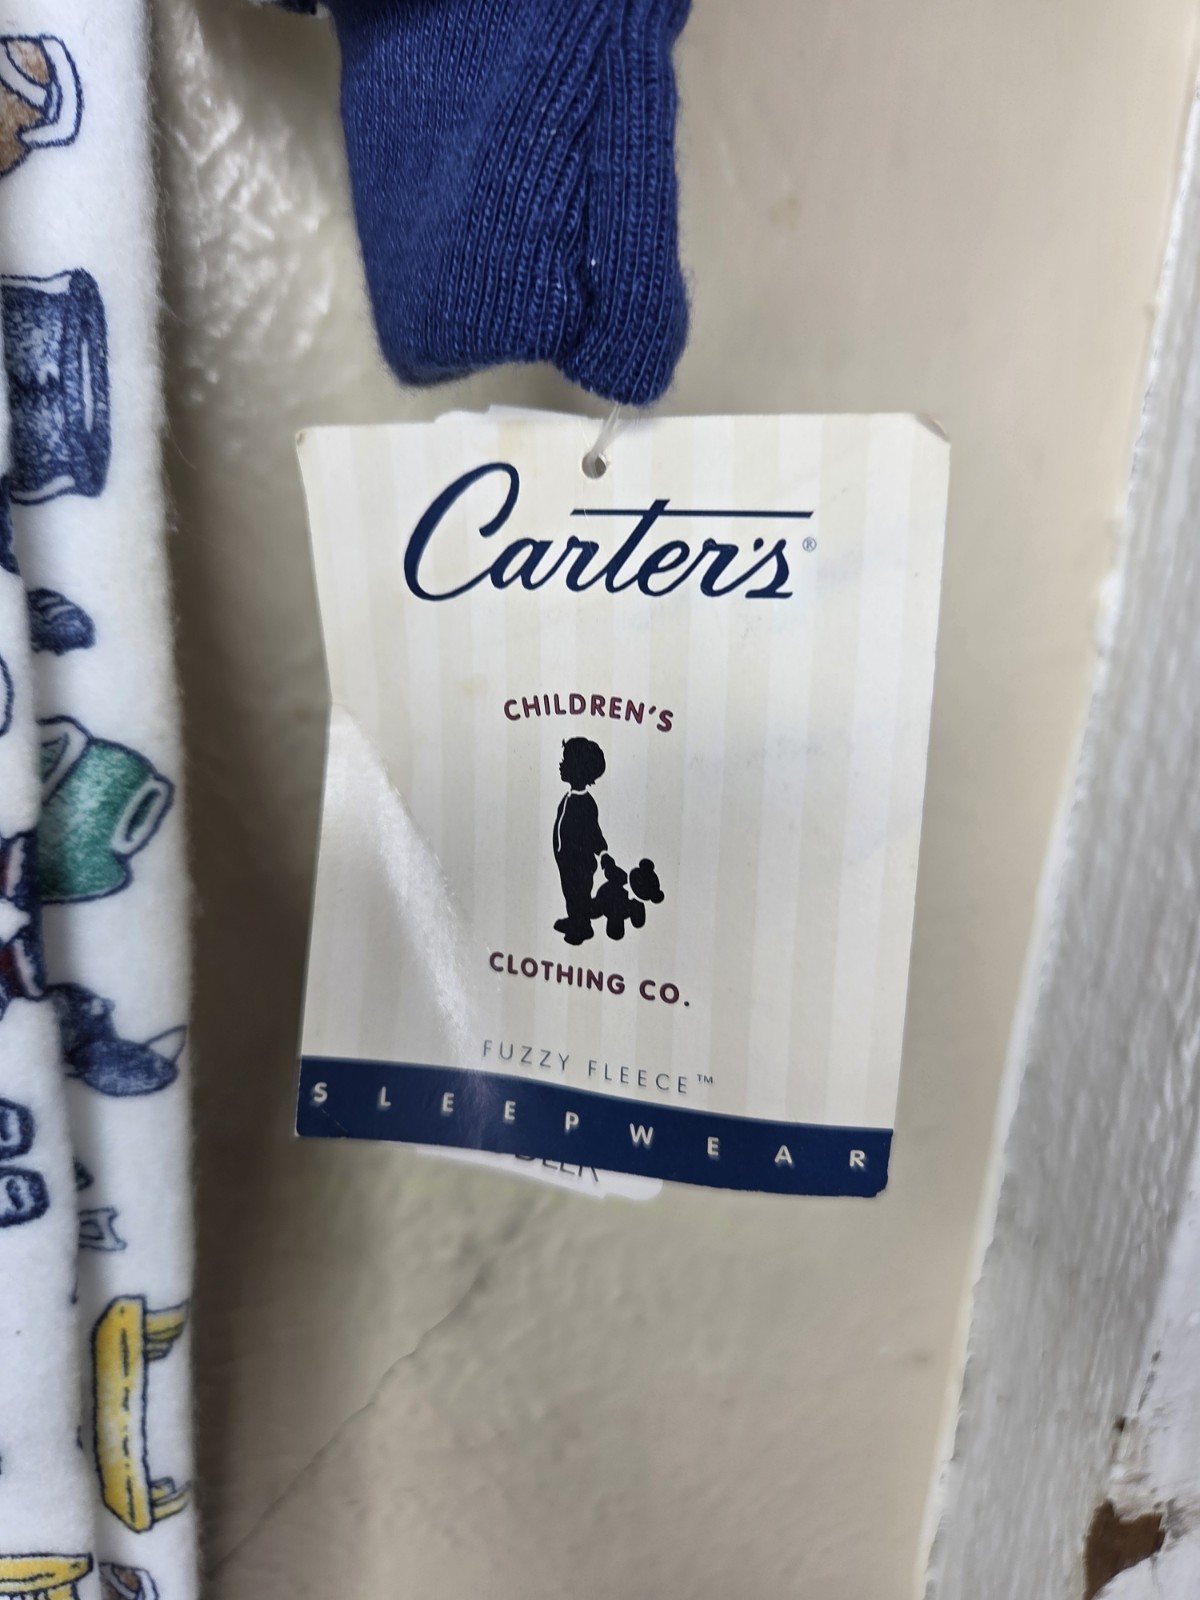 Carter's®
CHILDREN'S
CLOTHING CO.
FUZZY FLEECE™
SLEEPWEAR